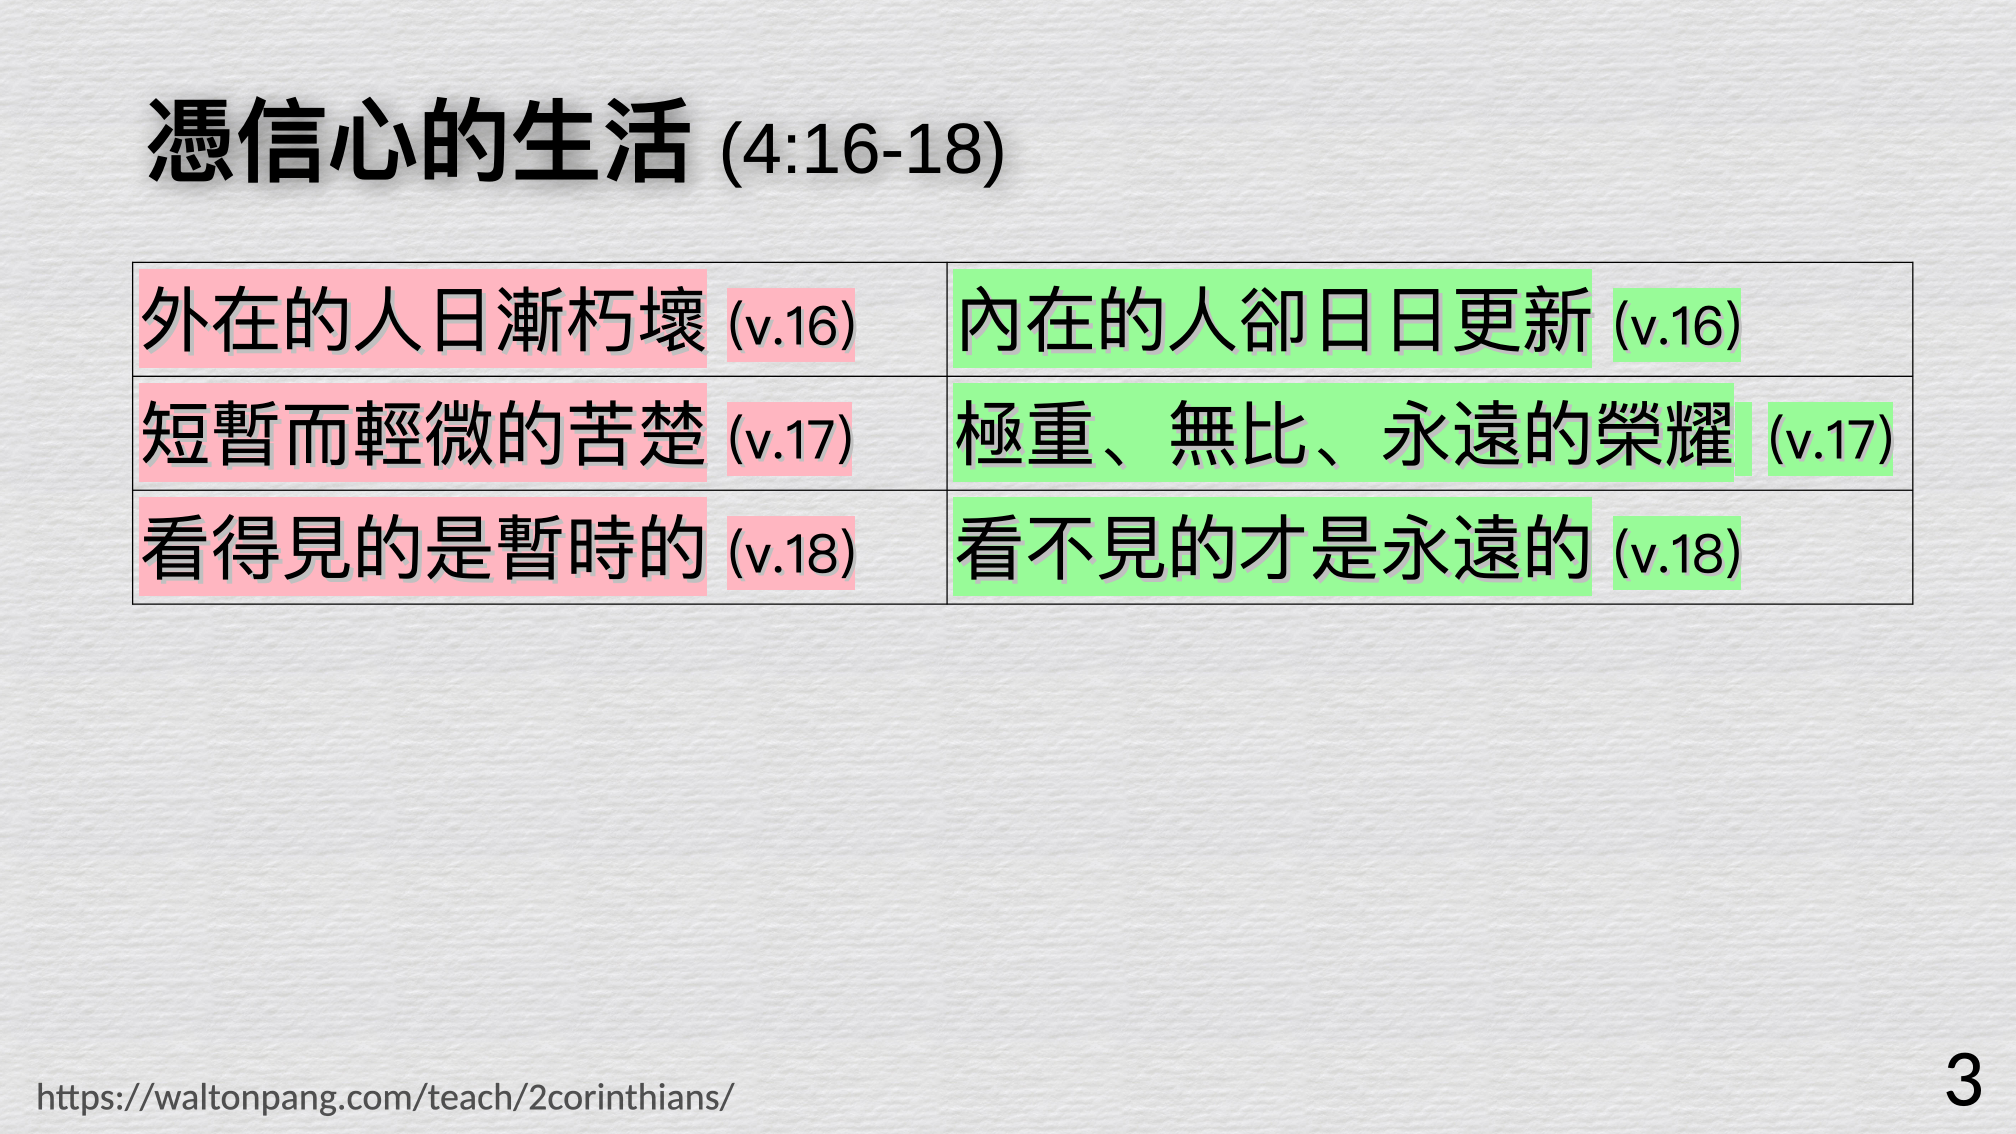 憑信心的生活 (4:16-18)
外在的人日漸朽壞 (v.16) 內在的人卻日日更新 (v.16)
短暫而輕微的苦楚 (v.17) 極重、無比、永遠的榮耀 (v.17)
看得見的是暫時的 (v.18) 看不見的才是永遠的 (v.18)
https://waltonpang.com/teach/2corinthians/
3